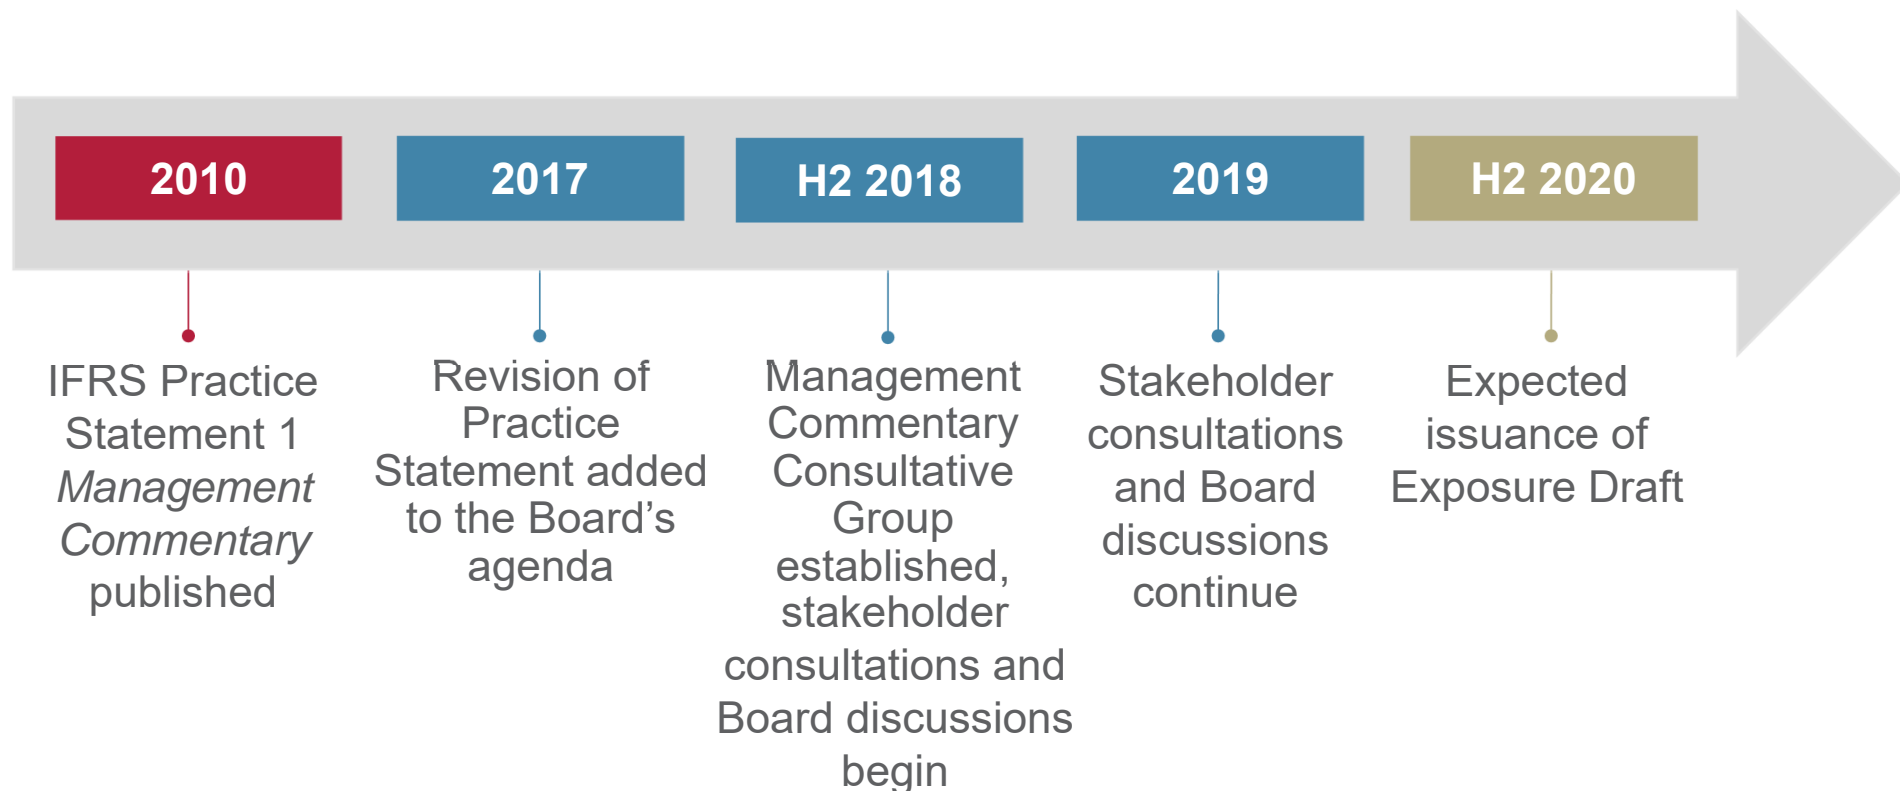 2010
2017
H2 2018
2019
H2 2020
IFRS Practice
Statement 1
Management
Commentary
published
Revision of
Practice
Statement added
to the Board’s
agenda
Management
Commentary
Consultative
Group
established,
stakeholder
consultations and
Board discussions
begin
Stakeholder
consultations
and Board
discussions
continue
Expected
issuance of
Exposure Draft